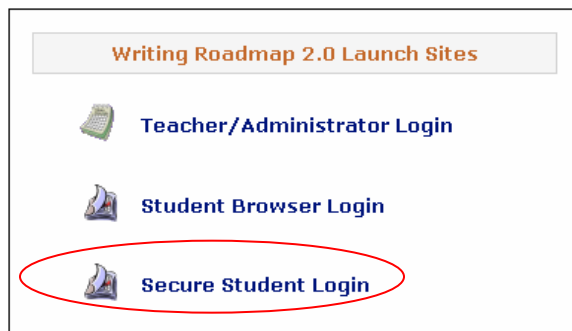 Writing Roadmap 2.0 Launch Sites
Teacher/Administrator Login
Student Browser Login
Secure Student Login